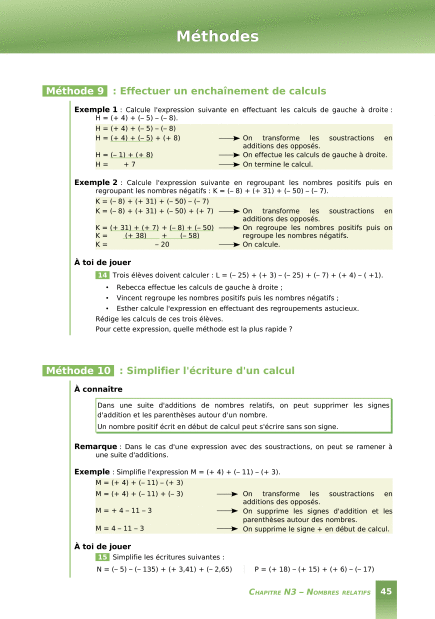 Méthodes
Méthode 9 : Effectuer un enchaînement de calculs
Exemple 1 : Calcule l'expression suivante en effectuant les calculs de gauche à droite :
H = (+ 4) + (– 5) – (– 8).
H = (+ 4) + (– 5) – (– 8)
H = (+ 4) + (– 5) + (+ 8) On transforme les soustractions en
additions des opposés.
H = (– 1) + (+ 8) On effectue les calculs de gauche à droite.
H = + 7 On termine le calcul.
Exemple 2 : Calcule l'expression suivante en regroupant les nombres positifs puis en
regroupant les nombres négatifs : K = (– 8) + (+ 31) + (– 50) – (– 7).
K = (– 8) + (+ 31) + (– 50) – (– 7)
K = (– 8) + (+ 31) + (– 50) + (+ 7) On transforme les soustractions en
additions des opposés.
K = (+ 31) + (+ 7) + (– 8) + (– 50) On regroupe les nombres positifs puis on
K = (+ 38) + (– 58) regroupe les nombres négatifs.
K = – 20 On calcule.
À toi de jouer
14 Trois élèves doivent calculer : L = (– 25) + (+ 3) – (– 25) + (– 7) + (+ 4) – ( +1).
• Rebecca effectue les calculs de gauche à droite ;
• Vincent regroupe les nombres positifs puis les nombres négatifs ;
• Esther calcule l'expression en effectuant des regroupements astucieux.
Rédige les calculs de ces trois élèves.
Pour cette expression, quelle méthode est la plus rapide ?
Méthode 10 : Simplifier l'écriture d'un calcul
À connaître
Dans une suite d'additions de nombres relatifs, on peut supprimer les signes
d'addition et les parenthèses autour d'un nombre.
Un nombre positif écrit en début de calcul peut s'écrire sans son signe.
Remarque : Dans le cas d'une expression avec des soustractions, on peut se ramener à
une suite d'additions.
Exemple : Simplifie l'expression M = (+ 4) + (– 11) – (+ 3).
M = (+ 4) + (– 11) – (+ 3)
M = (+ 4) + (– 11) + (– 3) On transforme les soustractions en
additions des opposés.
M = + 4 – 11 – 3 On supprime les signes d'addition et les
parenthèses autour des nombres.
M = 4 – 11 – 3 On supprime le signe + en début de calcul.
À toi de jouer
15 Simplifie les écritures suivantes :
N = (– 5) – (– 135) + (+ 3,41) + (– 2,65) P = (+ 18) – (+ 15) + (+ 6) – (– 17)
Chapitre N3 – Nombres relatifs 45